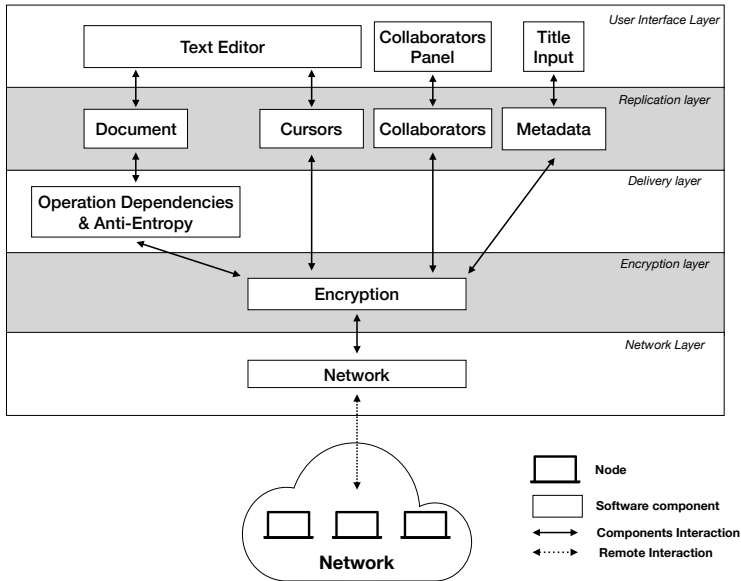 User Interface Layer
Text Editor
Collaborators
Panel
Title
Input
Replication layer
Document
Cursors
Collaborators
Metadata
Delivery layer
Operation Dependencies
& Anti-Entropy
Encryption layer
Encryption
Network Layer
Network
Node
Software component
Components Interaction
Remote Interaction
Network